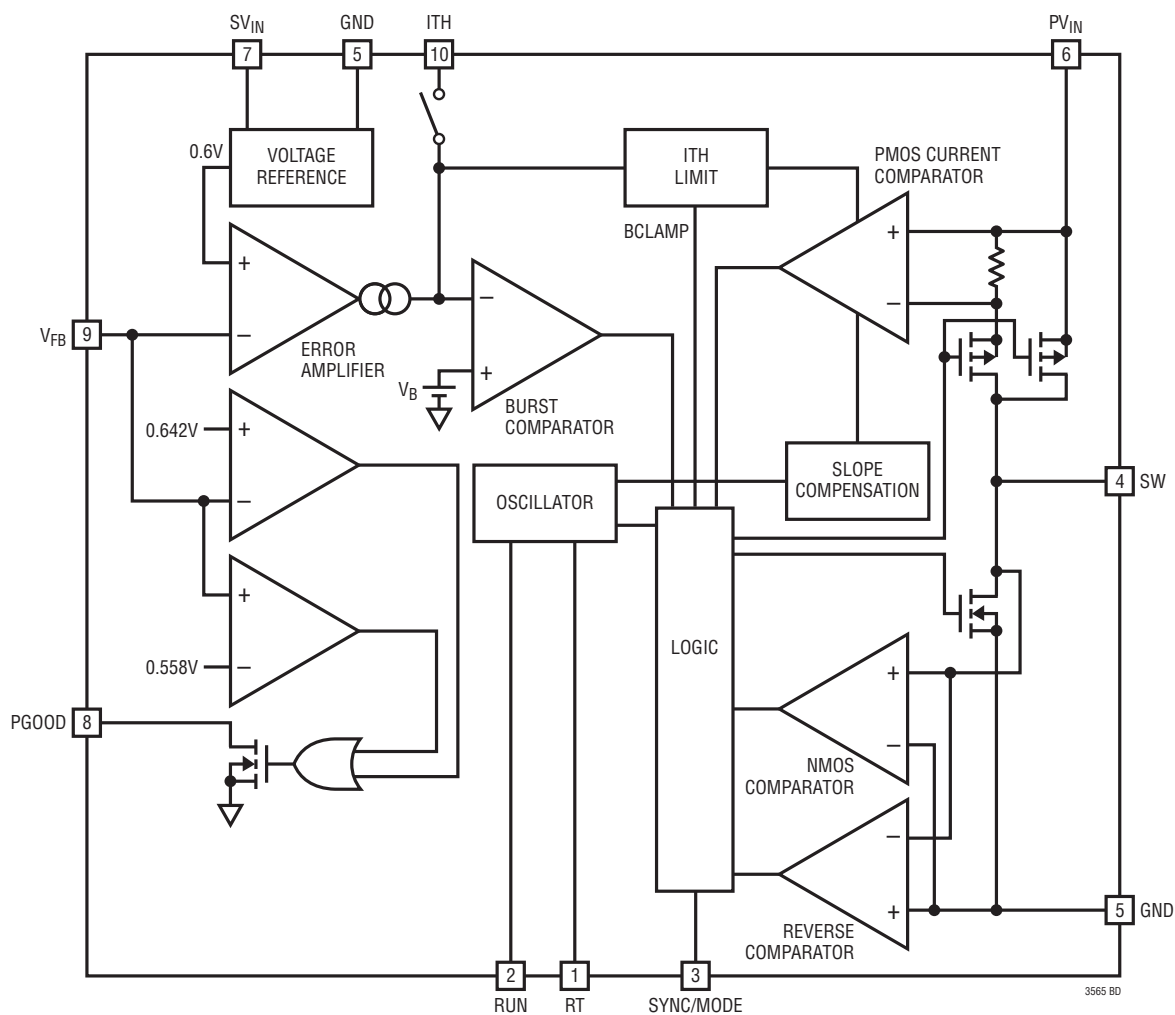 SVIN
GND
ITH
PVIN
7
5
10
6
0.6V
VOLTAGE
REFERENCE
ITH
LIMIT
PMOS CURRENT
COMPARATOR
BCLAMP
+
–
+
–
–
+
VFB
9
ERROR
AMPLIFIER
VB
BURST
COMPARATOR
0.642V
+
–
OSCILLATOR
SLOPE
COMPENSATION
4
SW
+
0.558V
–
LOGIC
+
–
NMOS
COMPARATOR
PGOOD
8
–
+
REVERSE
COMPARATOR
5
GND
2
1
3
RUN
RT
SYNC/MODE
3565 BD